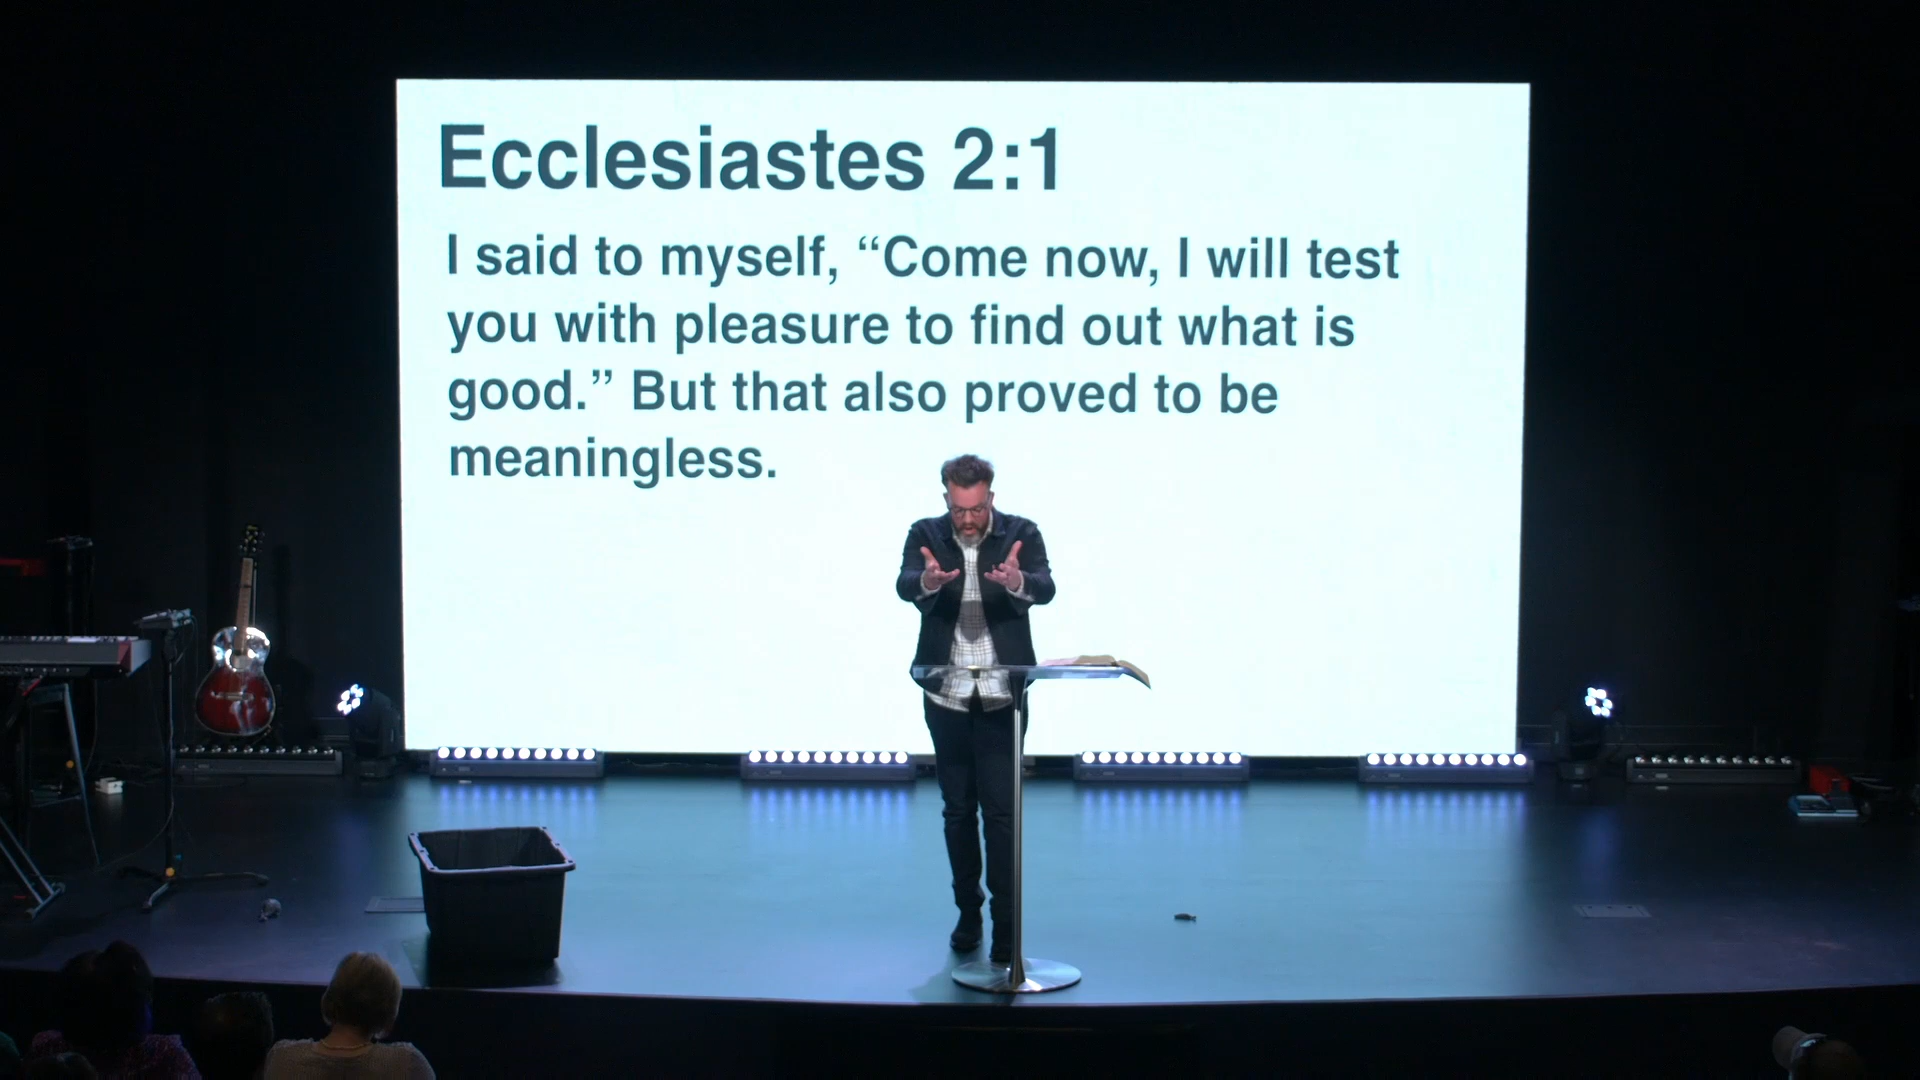 Ecclesiastes 2:1
I said to myself, “Come now, I will test
you with pleasure to find out what is
good.” But that also proved to be
meaningless.